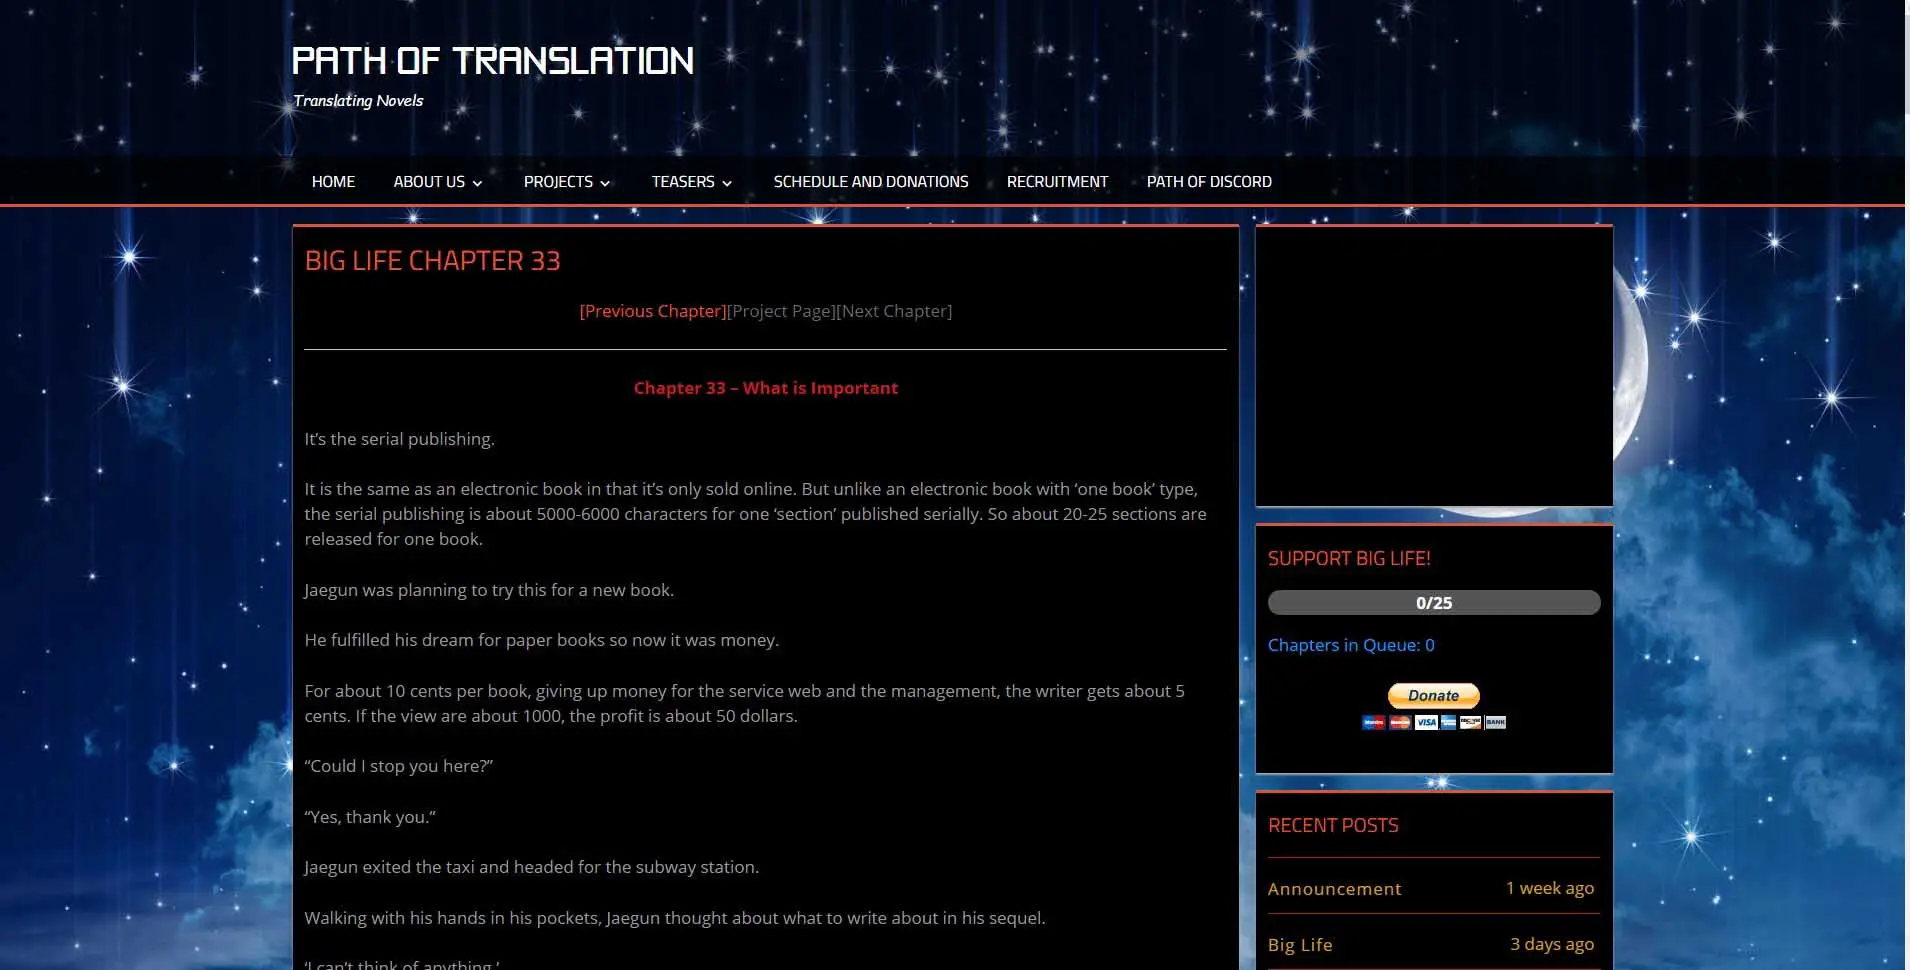 PATH OF TRANSLATION
Translating Novels
HOME ABOUT US PROJECTS TEASERS SCHEDULE AND DONATIONS RECRUITMENT PATH OF DISCORD
BIG LIFE CHAPTER 33
[Previous Chapter][Project Page][Next Chapter]
Chapter 33 – What is Important
It’s the serial publishing.
It is the same as an electronic book in that it’s only sold online. But unlike an electronic book with ‘one book’ type,
the serial publishing is about 5000-6000 characters for one ‘section’ published serially. So about 20-25 sections are
released for one book.
Jaegun was planning to try this for a new book.
He fulfilled his dream for paper books so now it was money.
For about 10 cents per book, giving up money for the service web and the management, the writer gets about 5
cents. If the view are about 1000, the profit is about 50 dollars.
“Could I stop you here?”
“Yes, thank you.”
Jaegun exited the taxi and headed for the subway station.
Walking with his hands in his pockets, Jaegun thought about what to write about in his sequel.
‘I can’t think of anything.’
SUPPORT BIG LIFE!
0/25
Chapters in Queue: 0
Donate
VISA
BANK
RECENT POSTS
Announcement 1 week ago
Big Life 3 days ago